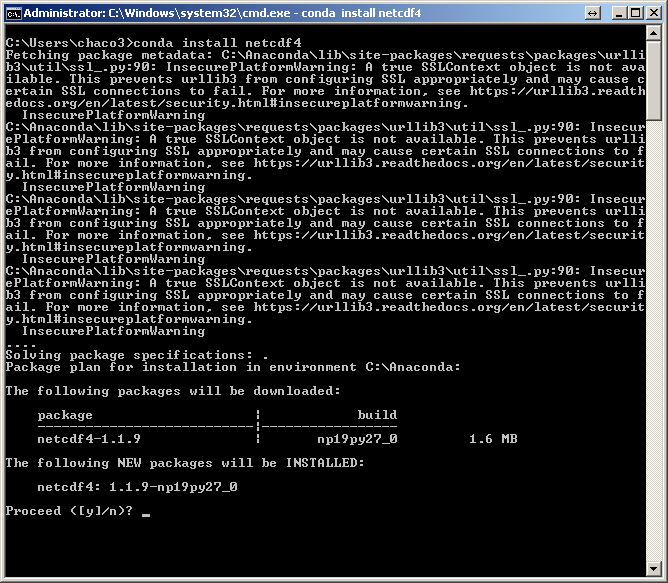 Administrator: C:\Windows\system32\cmd.exe - conda  install netcdf4
C:\Users\chaco3>conda install netcdf4
Fetching package metadata: C:\Anaconda\lib\site-packages\requests\packages\urlli
b3\util\ssl_.py:90: InsecurePlatformWarning: A true SSLContext object is not ava
ilable. This prevents urllib3 from configuring SSL appropriately and may cause c
ertain SSL connections to fail. For more information, see https://urllib3.readth
edocs.org/en/latest/security.html#insecureplatformwarning.
  InsecurePlatformWarning
C:\Anaconda\lib\site-packages\requests\packages\urllib3\util\ssl_.py:90: Insecur
ePlatformWarning: A true SSLContext object is not available. This prevents urlli
b3 from configuring SSL appropriately and may cause certain SSL connections to f
ail. For more information, see https://urllib3.readthedocs.org/en/latest/securit
y.html#insecureplatformwarning.
  InsecurePlatformWarning
C:\Anaconda\lib\site-packages\requests\packages\urllib3\util\ssl_.py:90: Insecur
ePlatformWarning: A true SSLContext object is not available. This prevents urlli
b3 from configuring SSL appropriately and may cause certain SSL connections to f
ail. For more information, see https://urllib3.readthedocs.org/en/latest/securit
y.html#insecureplatformwarning.
  InsecurePlatformWarning
C:\Anaconda\lib\site-packages\requests\packages\urllib3\util\ssl_.py:90: Insecur
ePlatformWarning: A true SSLContext object is not available. This prevents urlli
b3 from configuring SSL appropriately and may cause certain SSL connections to f
ail. For more information, see https://urllib3.readthedocs.org/en/latest/securit
y.html#insecureplatformwarning.
  InsecurePlatformWarning
....
Solving package specifications: .
Package plan for installation in environment C:\Anaconda:
The following packages will be downloaded:
    package                    |            build
    ---------------------------|-----------------
    netcdf4-1.1.9              |       np19py27_0         1.6 MB
The following NEW packages will be INSTALLED:
    netcdf4: 1.1.9-np19py27_0
Proceed ([y]/n)? _